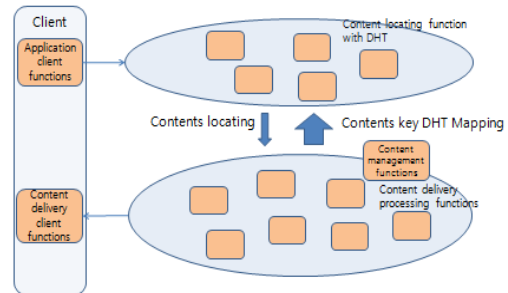 Client
Application
client
functions
Content locating function
with DHT
Contents locating
Contents key DHT Mapping
Content
management
functions
Content delivery
processing functions
Content
delivery
client
functions